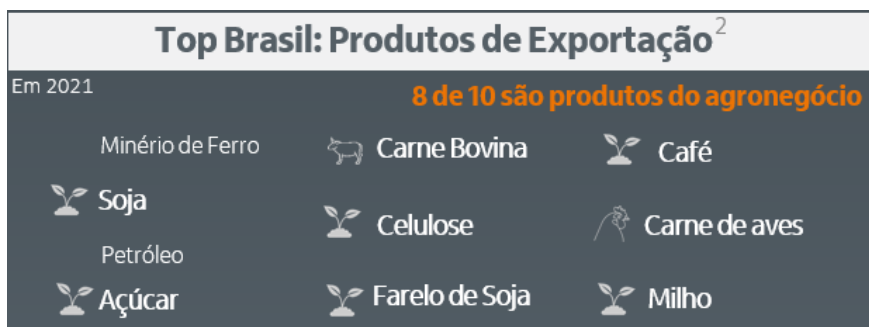 Top Brasil: Produtos de Exportação2
Em 2021
8 de 10 são produtos do agronegócio
Minério de Ferro
Soja
Petróleo
Açúcar
Carne Bovina
Celulose
Farelo de Soja
Café
Carne de aves
Milho